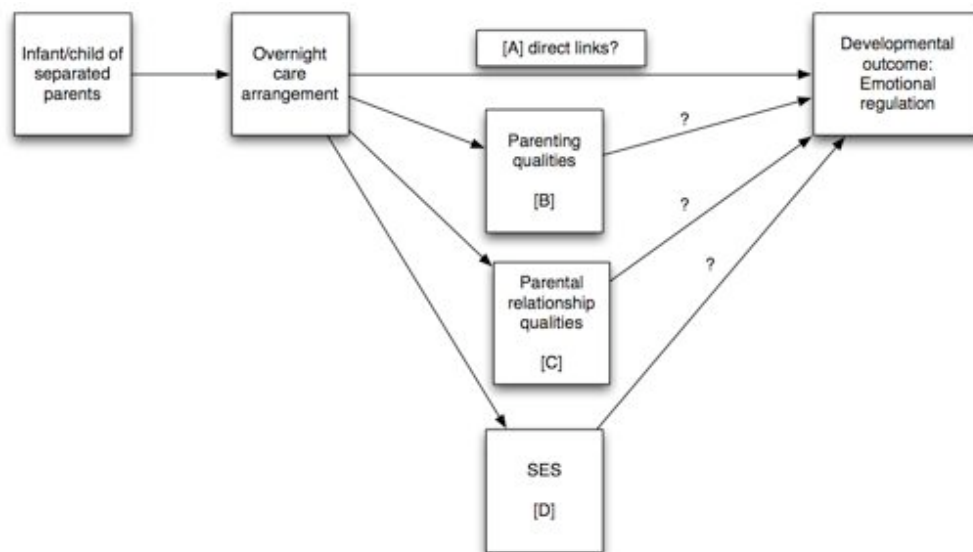 Infant/child of
separated
parents
Overnight
care
arrangement
[A] direct links?
Developmental
outcome:
Emotional
regulation
Parenting
qualities
[B]
?
Parental
relationship
qualities
[C]
?
SES
[D]
?